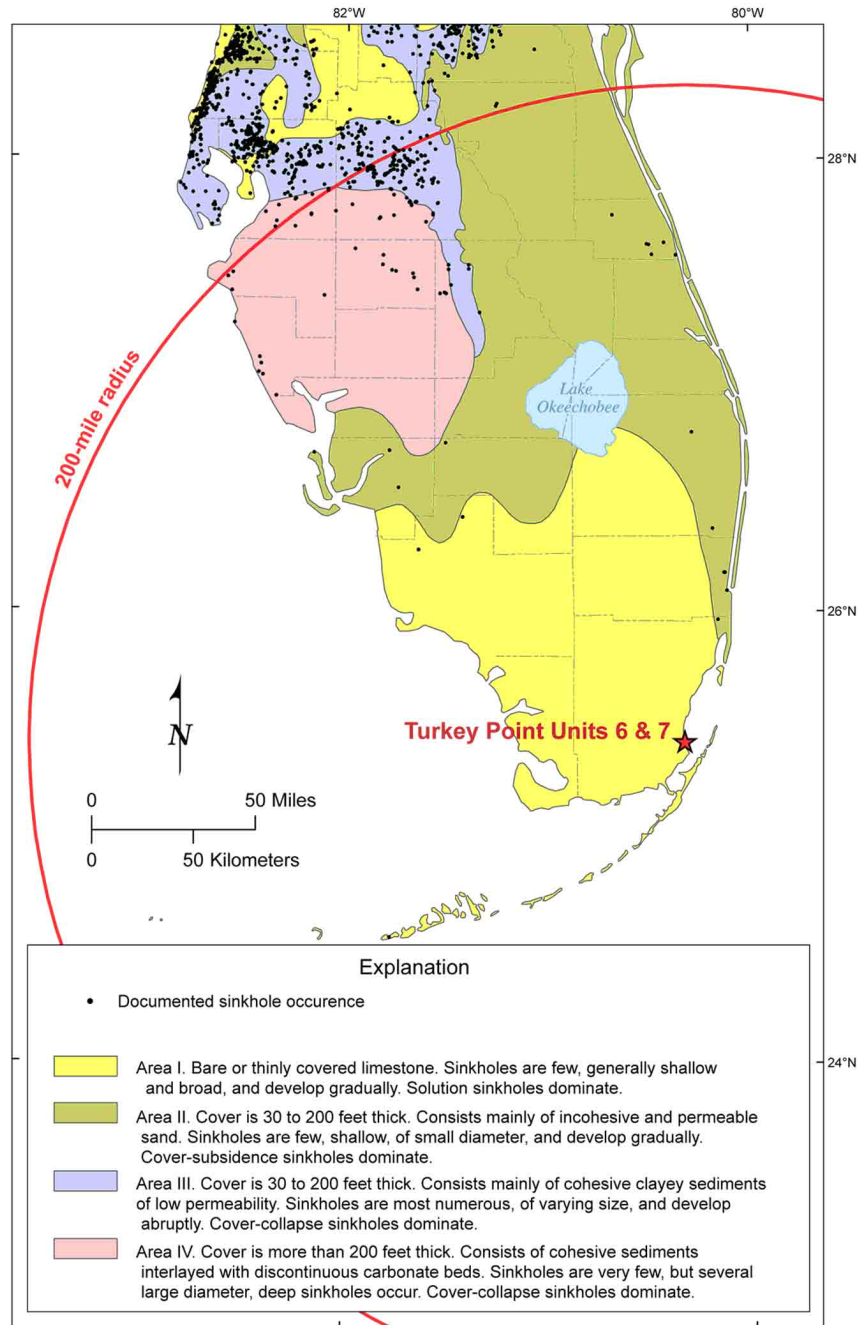 82°W
80°W
28°N
200-mile radius
Lake
Okeechobee
26°N
Turkey Point Units 6 & 7
N
0
50 Miles
0
50 Kilometers
24°N
Explanation
Documented sinkhole occurence
Area I. Bare or thinly covered limestone. Sinkholes are few, generally shallow
and broad, and develop gradually. Solution sinkholes dominate.
Area II. Cover is 30 to 200 feet thick. Consists mainly of incohesive and permeable
sand. Sinkholes are few, shallow, of small diameter, and develop gradually.
Cover-subsidence sinkholes dominate.
Area III. Cover is 30 to 200 feet thick. Consists mainly of cohesive clayey sediments
of low permeability. Sinkholes are most numerous, of varying size, and develop
abruptly. Cover-collapse sinkholes dominate.
Area IV. Cover is more than 200 feet thick. Consists of cohesive sediments
interlayed with discontinuous carbonate beds. Sinkholes are very few, but several
large diameter, deep sinkholes occur. Cover-collapse sinkholes dominate.